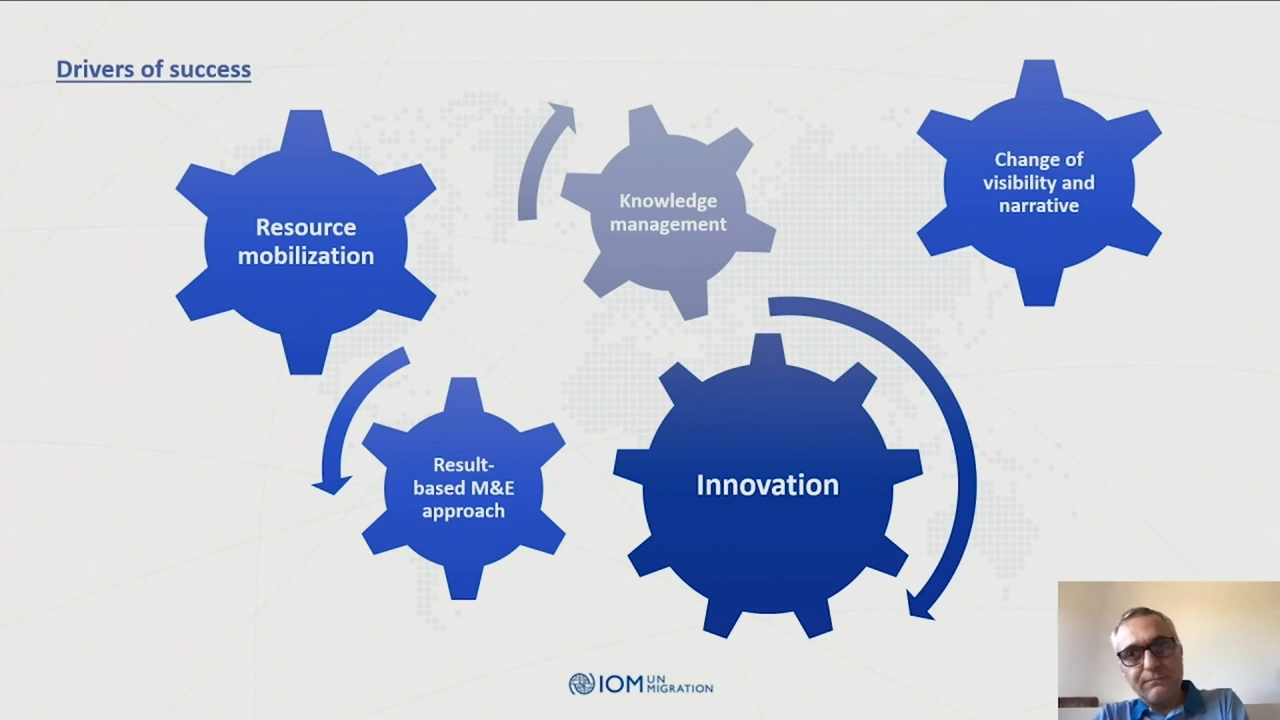 Drivers of success
Resource
mobilization
Knowledge
management
Change of
visibility and
narrative
Result-
based M&E
approach
Innovation
IOM UN
MIGRATION